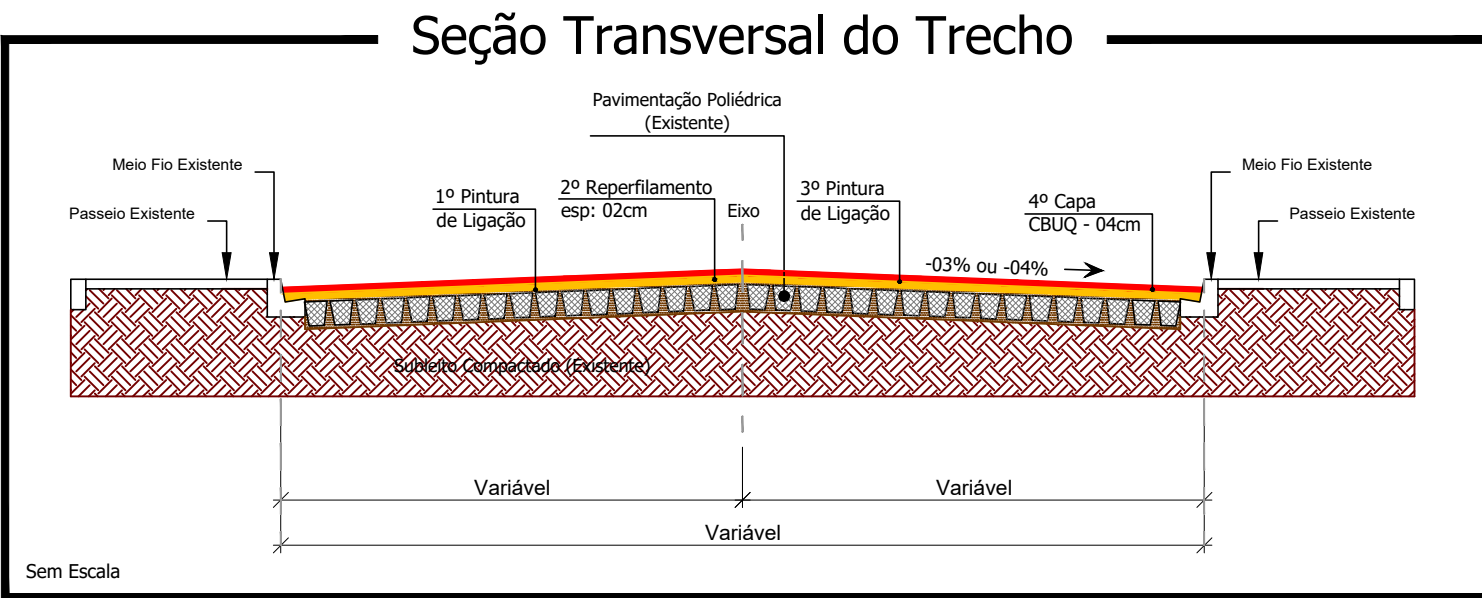 Seção Transversal do Trecho
Pavimentação Poliédrica
(Existente)
Meio Fio Existente
Passeio Existente
1º Pintura
de Ligação
2º Reperfilamento
esp: 02cm
Eixo
3º Pintura
de Ligação
4º Capa
CBUQ - 04cm
Meio Fio Existente
Passeio Existente
-03% ou -04%
Subleito Compactado (Existente)
Variável
Variável
Variável
Sem Escala